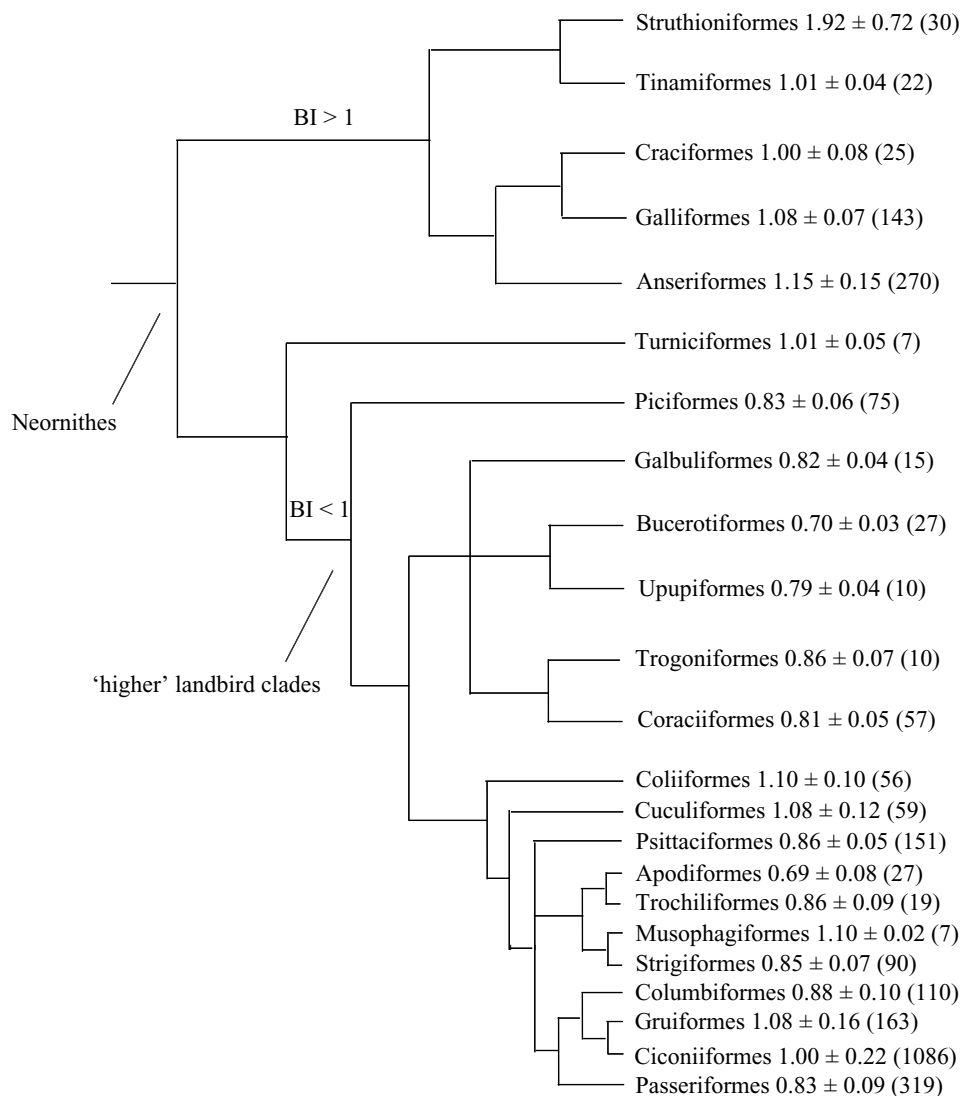 Struthioniformes 1.92 ± 0.72 (30)
Tinamiformes 1.01 ± 0.04 (22)
BI > 1
Craciformes 1.00 ± 0.08 (25)
Galliformes 1.08 ± 0.07 (143)
Anseriformes 1.15 ± 0.15 (270)
Turniciformes 1.01 ± 0.05 (7)
Neornithes
Piciformes 0.83 ± 0.06 (75)
Galbuliformes 0.82 ± 0.04 (15)
BI < 1
Bucerotiformes 0.70 ± 0.03 (27)
Upupiformes 0.79 ± 0.04 (10)
Trogoniformes 0.86 ± 0.07 (10)
‘higher’ landbird clades
Coraciiformes 0.81 ± 0.05 (57)
Coliiformes 1.10 ± 0.10 (56)
Cuculiformes 1.08 ± 0.12 (59)
Psittaciformes 0.86 ± 0.05 (151)
Apodiformes 0.69 ± 0.08 (27)
Trochiliformes 0.86 ± 0.09 (19)
Musophagiformes 1.10 ± 0.02 (7)
Strigiformes 0.85 ± 0.07 (90)
Columbiformes 0.88 ± 0.10 (110)
Gruiformes 1.08 ± 0.16 (163)
Ciconiiformes 1.00 ± 0.22 (1086)
Passeriformes 0.83 ± 0.09 (319)